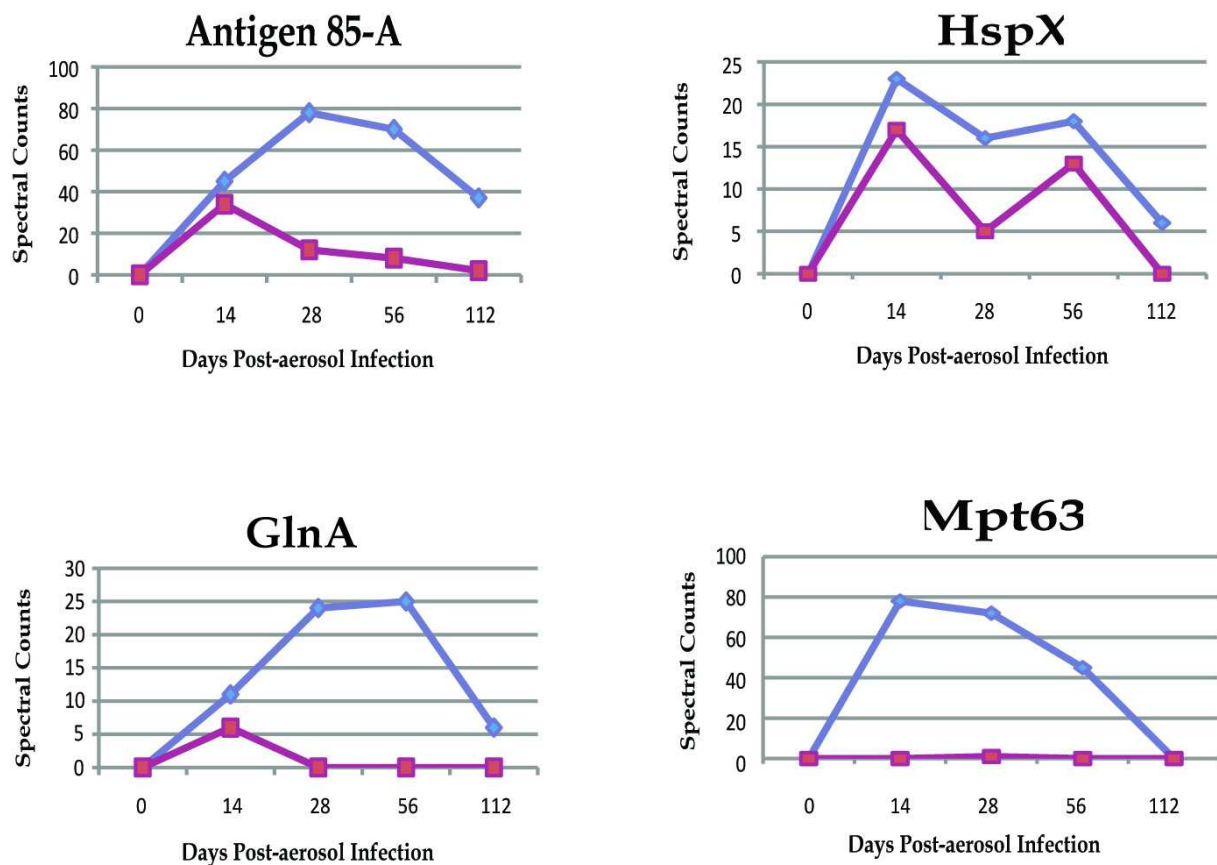 Antigen 85-A
Spectral Counts
100
80
60
40
20
0
0 14 28 56 112
Days Post-aerosol Infection
HspX
Spectral Counts
25
20
15
10
5
0
0 14 28 56 112
Days Post-aerosol Infection
GlnA
Spectral Counts
30
25
20
15
10
5
0
0 14 28 56 112
Days Post-aerosol Infection
Mpt63
Spectral Counts
100
80
60
40
20
0
0 14 28 56 112
Days Post-aerosol Infection